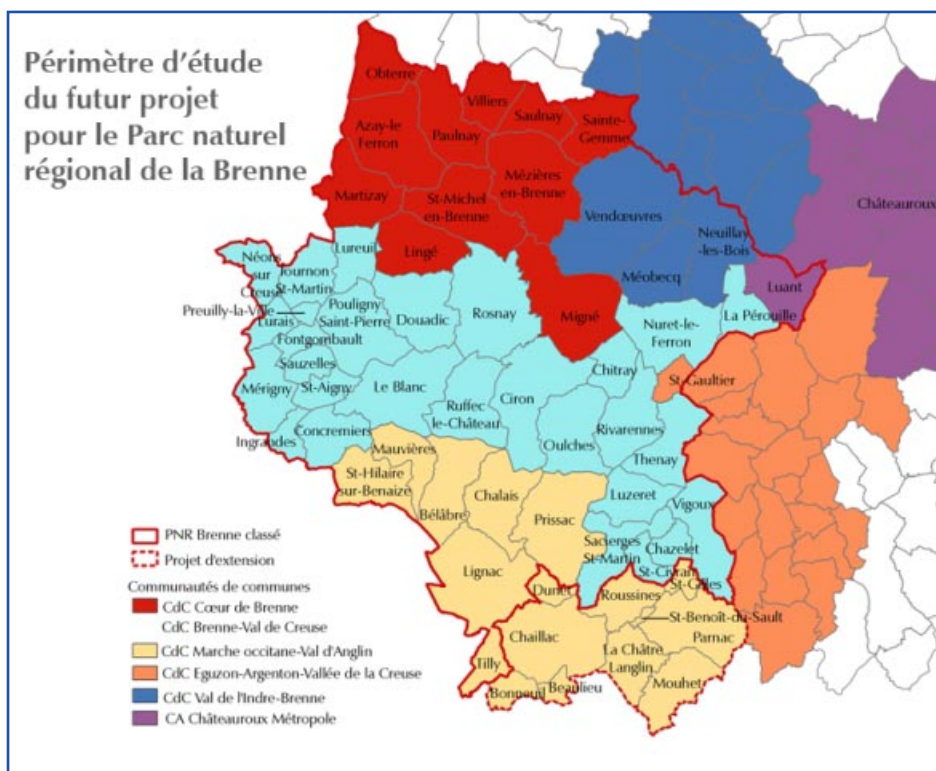 Périmètre d'étude
du futur projet
pour le Parc naturel
régional de la Brenne
Obterre
Villiers
Saulnay
Sainte-
Gemme
Azay-le
Ferron
Paulnay
Mézières
en-Brenne
Martizay
St-Michel
en-Brenne
Vendœuvres
Châteauroux
Neuillay
-les-Bois
Lureuil
Lingé
Néons
sur
Creuse
Tournon
St-Martin
Méobecq
Luant
Preuilly-la-Ville
Pouligny
Saint-Pierre
Rosnay
Migné
La Pérouille
Lurais
Douadic
Nuret-le-
Ferron
Fontgombault
Sauzelles
Chitray
St-Gaultier
Mérigny
St-Aigny
Le Blanc
Ciron
Ruffec
le-Château
Rivarennes
Ingrandes
Concremiers
Oulches
Mauvières
Thenay
St-Hilaire
sur-Benaize
Chalais
Luzeret
Vigoux
Bélâbre
Prissac
Sacierges
St-Martin
Chazelet
Lignac
St-Civran
St-Gilles
Dunet
Roussines
St-Benoît-du-Sault
Chaillac
Parnac
La Châtre
Langlin
Tilly
Mouhet
Beaulieu
Bonneuil
PNR Brenne classé
Projet d'extension
Communautés de communes
CdC Cœur de Brenne
CdC Brenne-Val de Creuse
CdC Marche occitane-Val d'Anglin
CdC Eguzon-Argenton-Vallée de la Creuse
CdC Val de l'Indre-Brenne
CA Châteauroux Métropole